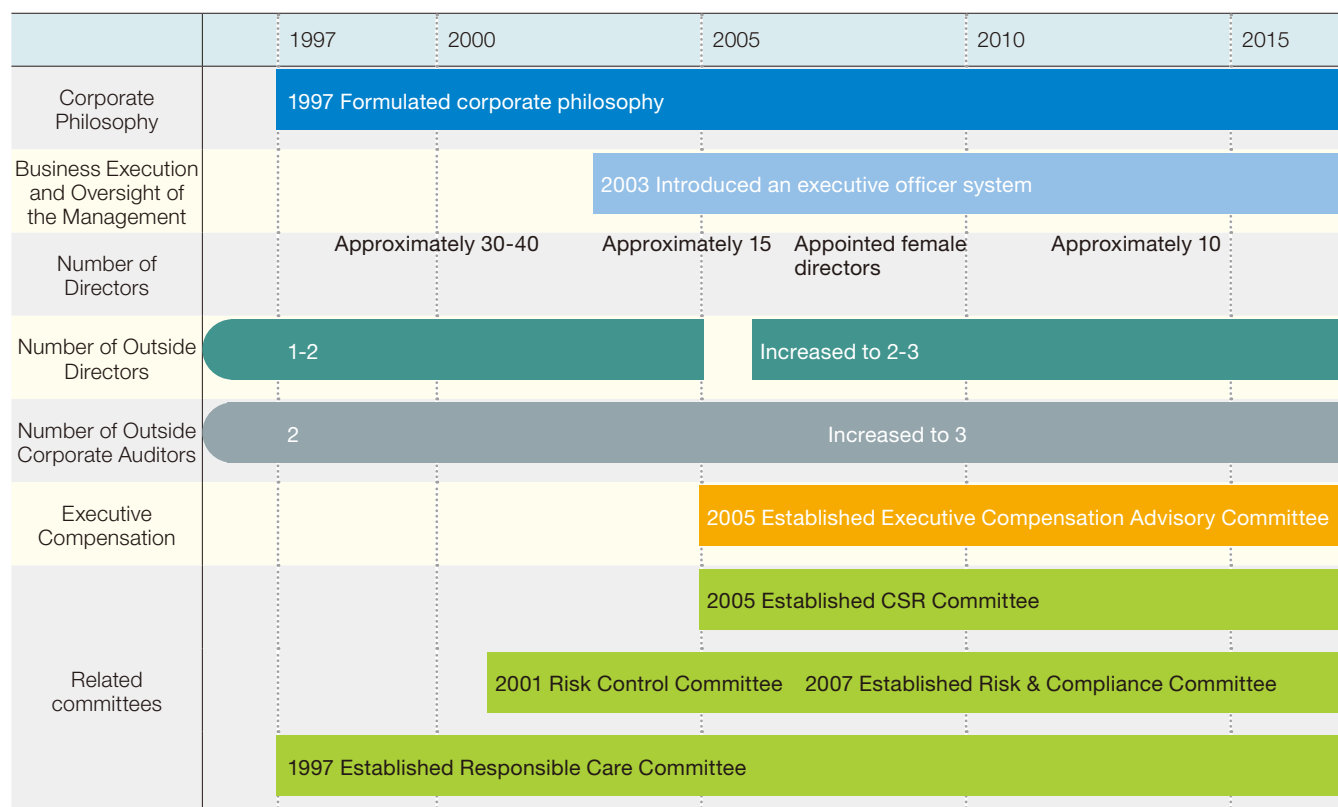 1997 2000 2005 2010 2015
Corporate
Philosophy
1997 Formulated corporate philosophy
Business Execution
and Oversight of
the Management
2003 Introduced an executive officer system
Number of
Directors
Approximately 30-40
Approximately 15
Appointed female
directors
Approximately 10
Number of Outside
Directors
1-2
Increased to 2-3
Number of Outside
Corporate Auditors
2
Increased to 3
Executive
Compensation
2005 Established Executive Compensation Advisory Committee
Related
committees
2005 Established CSR Committee
2001 Risk Control Committee
2007 Established Risk & Compliance Committee
1997 Established Responsible Care Committee